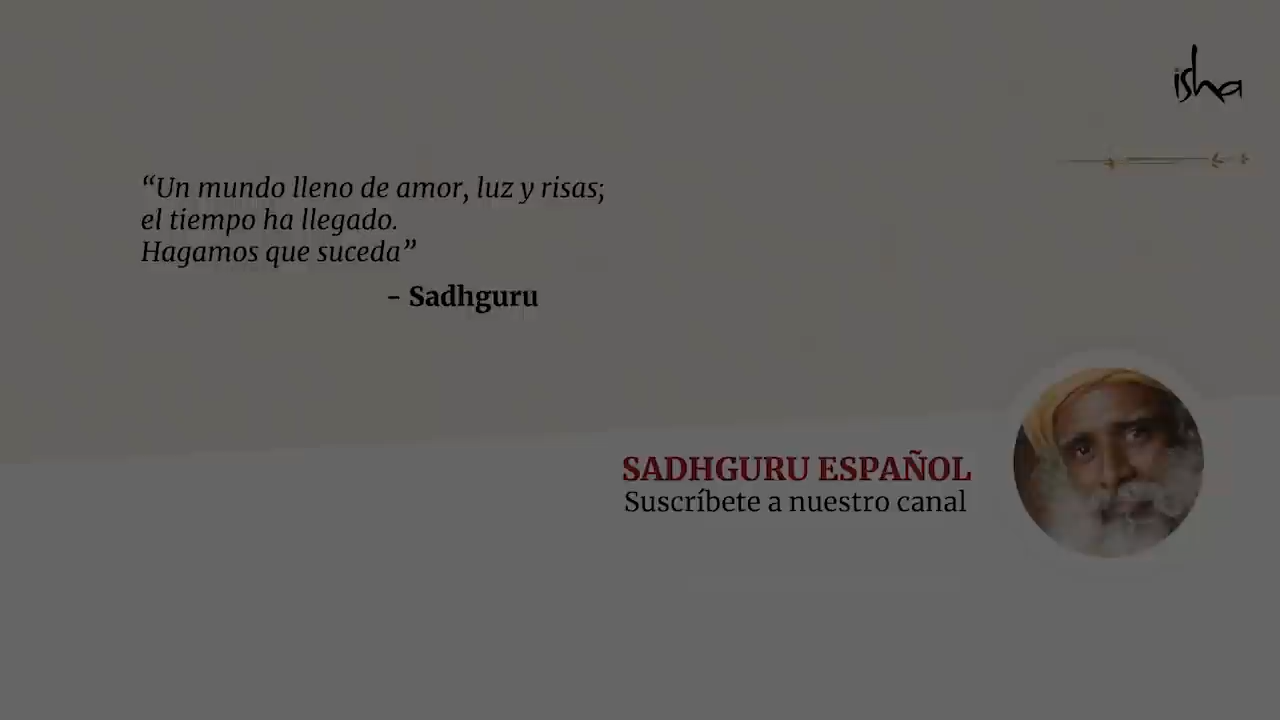 isha
“Un mundo lleno de amor, luz y risas;
el tiempo ha llegado.
Hagamos que suceda”
- Sadhguru
SADHGURU ESPAÑOL
Suscríbete a nuestro canal